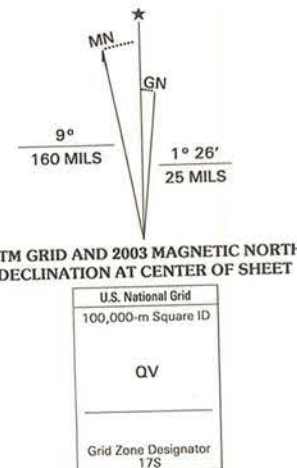 ★
MN
GN
9°
160 MILS
1° 26′
25 MILS
TM GRID AND 2003 MAGNETIC NORTH
DECLINATION AT CENTER OF SHEET
U.S. National Grid
100,000-m Square ID
QV
Grid Zone Designator
17S